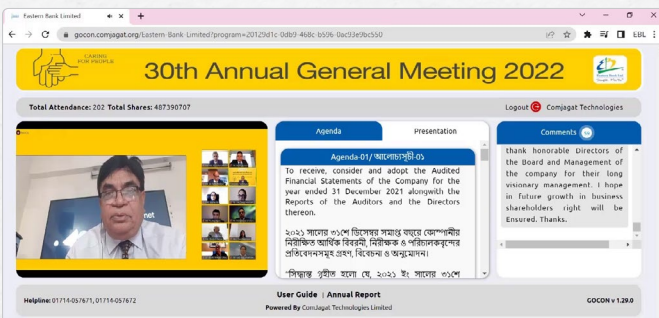 Eastern Bank Limited
gocon.comjagat.org/Eastern-Bank-Limited?program=20129d1c-0db9-468c-b596-0ac93e9bc550
EBL
CARING
FOR PEOPLE
30th Annual General Meeting 2022
Total Attendance: 202 Total Shares: 487390707
Logout Comjagat Technologies
Agenda
Presentation
Agenda-01/ আলোচ্যসূচী-০১
To receive, consider and adopt the Audited
Financial Statements of the Company for the
year ended 31 December 2021 alongwith the
Reports of the Auditors and the Directors
thereon.
২০২১ সালের ৩১শে ডিসেম্বর সমাপ্ত বছরে কোম্পানীর
নিরীক্ষিত আর্থিক বিবরনী, নিরীক্ষক ও পরিচালকবৃন্দের
প্রতিবেদনসমূহ গ্রহণ, বিবেচনা ও অনুমোদন।
"সিদ্ধান্ত গৃহীত হলো যে, ২০২১ ইং সালের ৩১শে
Comments
thank honorable Directors of
the Board and Management of
the company for their long
visionary management. I hope
in future growth in business
shareholders right will be
Ensured. Thanks.
Helpline: 01714-057671, 01714-057672
User Guide | Annual Report
Powered By ComJagat Technologies Limited
GOCON v 1.29.0